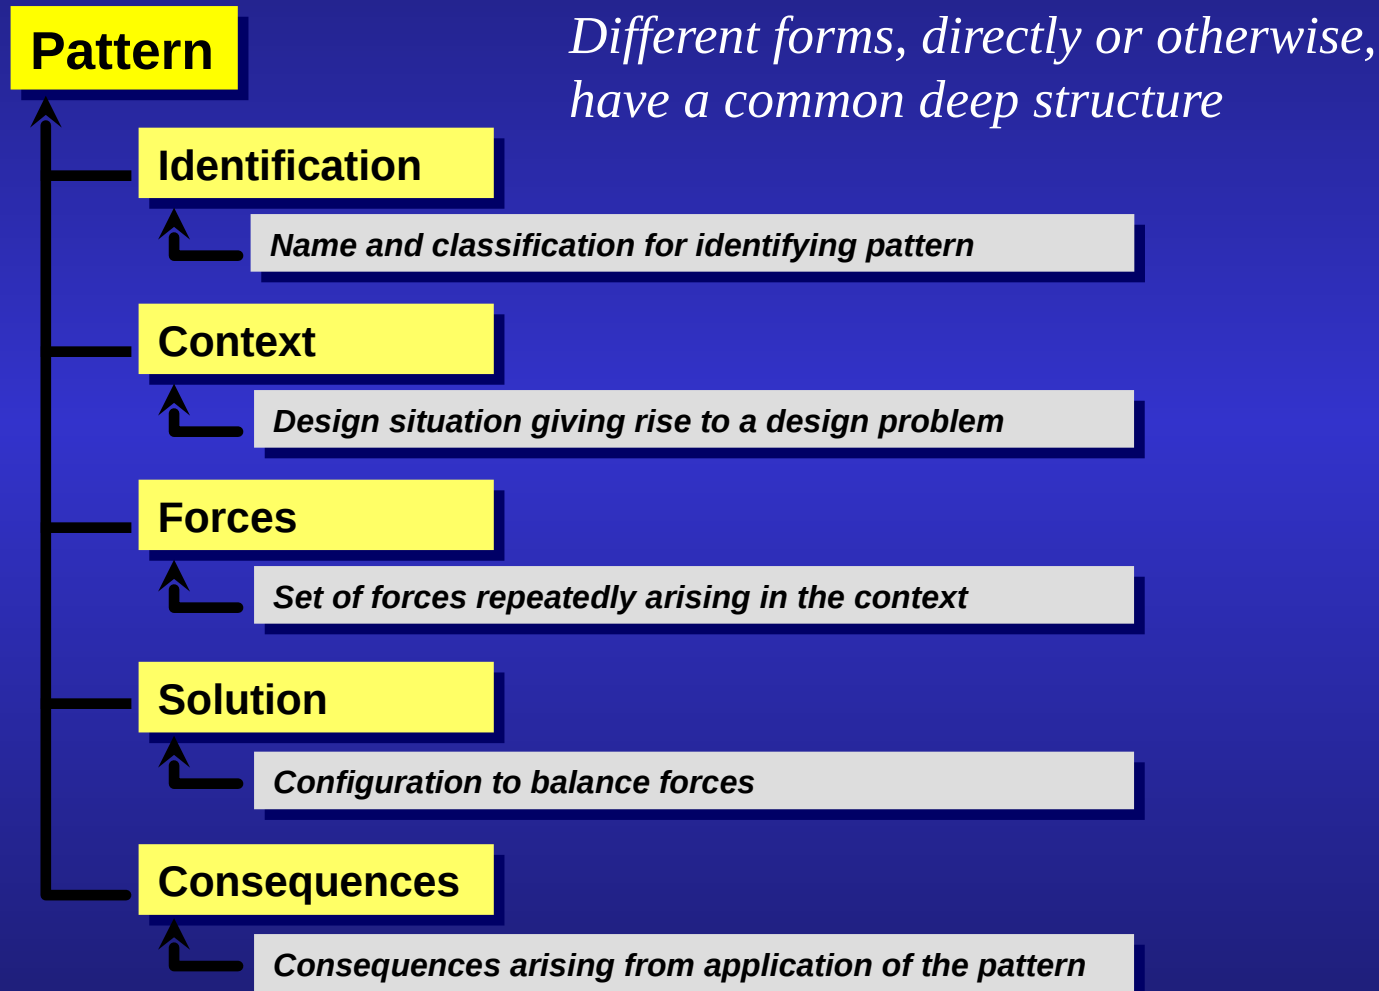 Pattern
Different forms, directly or otherwise,
have a common deep structure
Identification
Name and classification for identifying pattern
Context
Design situation giving rise to a design problem
Forces
Set of forces repeatedly arising in the context
Solution
Configuration to balance forces
Consequences
Consequences arising from application of the pattern